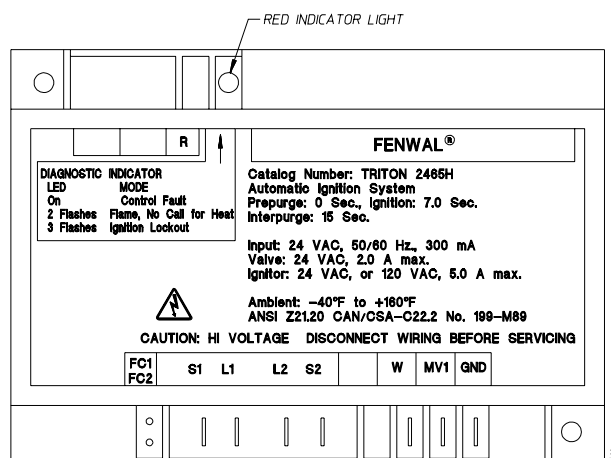 RED INDICATOR LIGHT
R
FENWAL®
DIAGNOSTIC INDICATOR
LED MODE
On Control Fault
2 Flashes Flame, No Call for Heat
3 Flashes Ignition Lockout
Catalog Number: TRITON 2465H
Automatic Ignition System
Prepurge: 0 Sec., Ignition: 7.0 Sec.
Interpurge: 15 Sec.
Input: 24 VAC, 50/60 Hz., 300 mA
Valve: 24 VAC, 2.0 A max.
Ignitor: 24 VAC, or 120 VAC, 5.0 A max.
Ambient: -40°F to +160°F
ANSI Z21.20 CAN/CSA-C22.2 No. 199-M89
CAUTION: HI VOLTAGE DISCONNECT WIRING BEFORE SERVICING
FC1 S1 L1 L2 S2 W MV1 GND
FC2